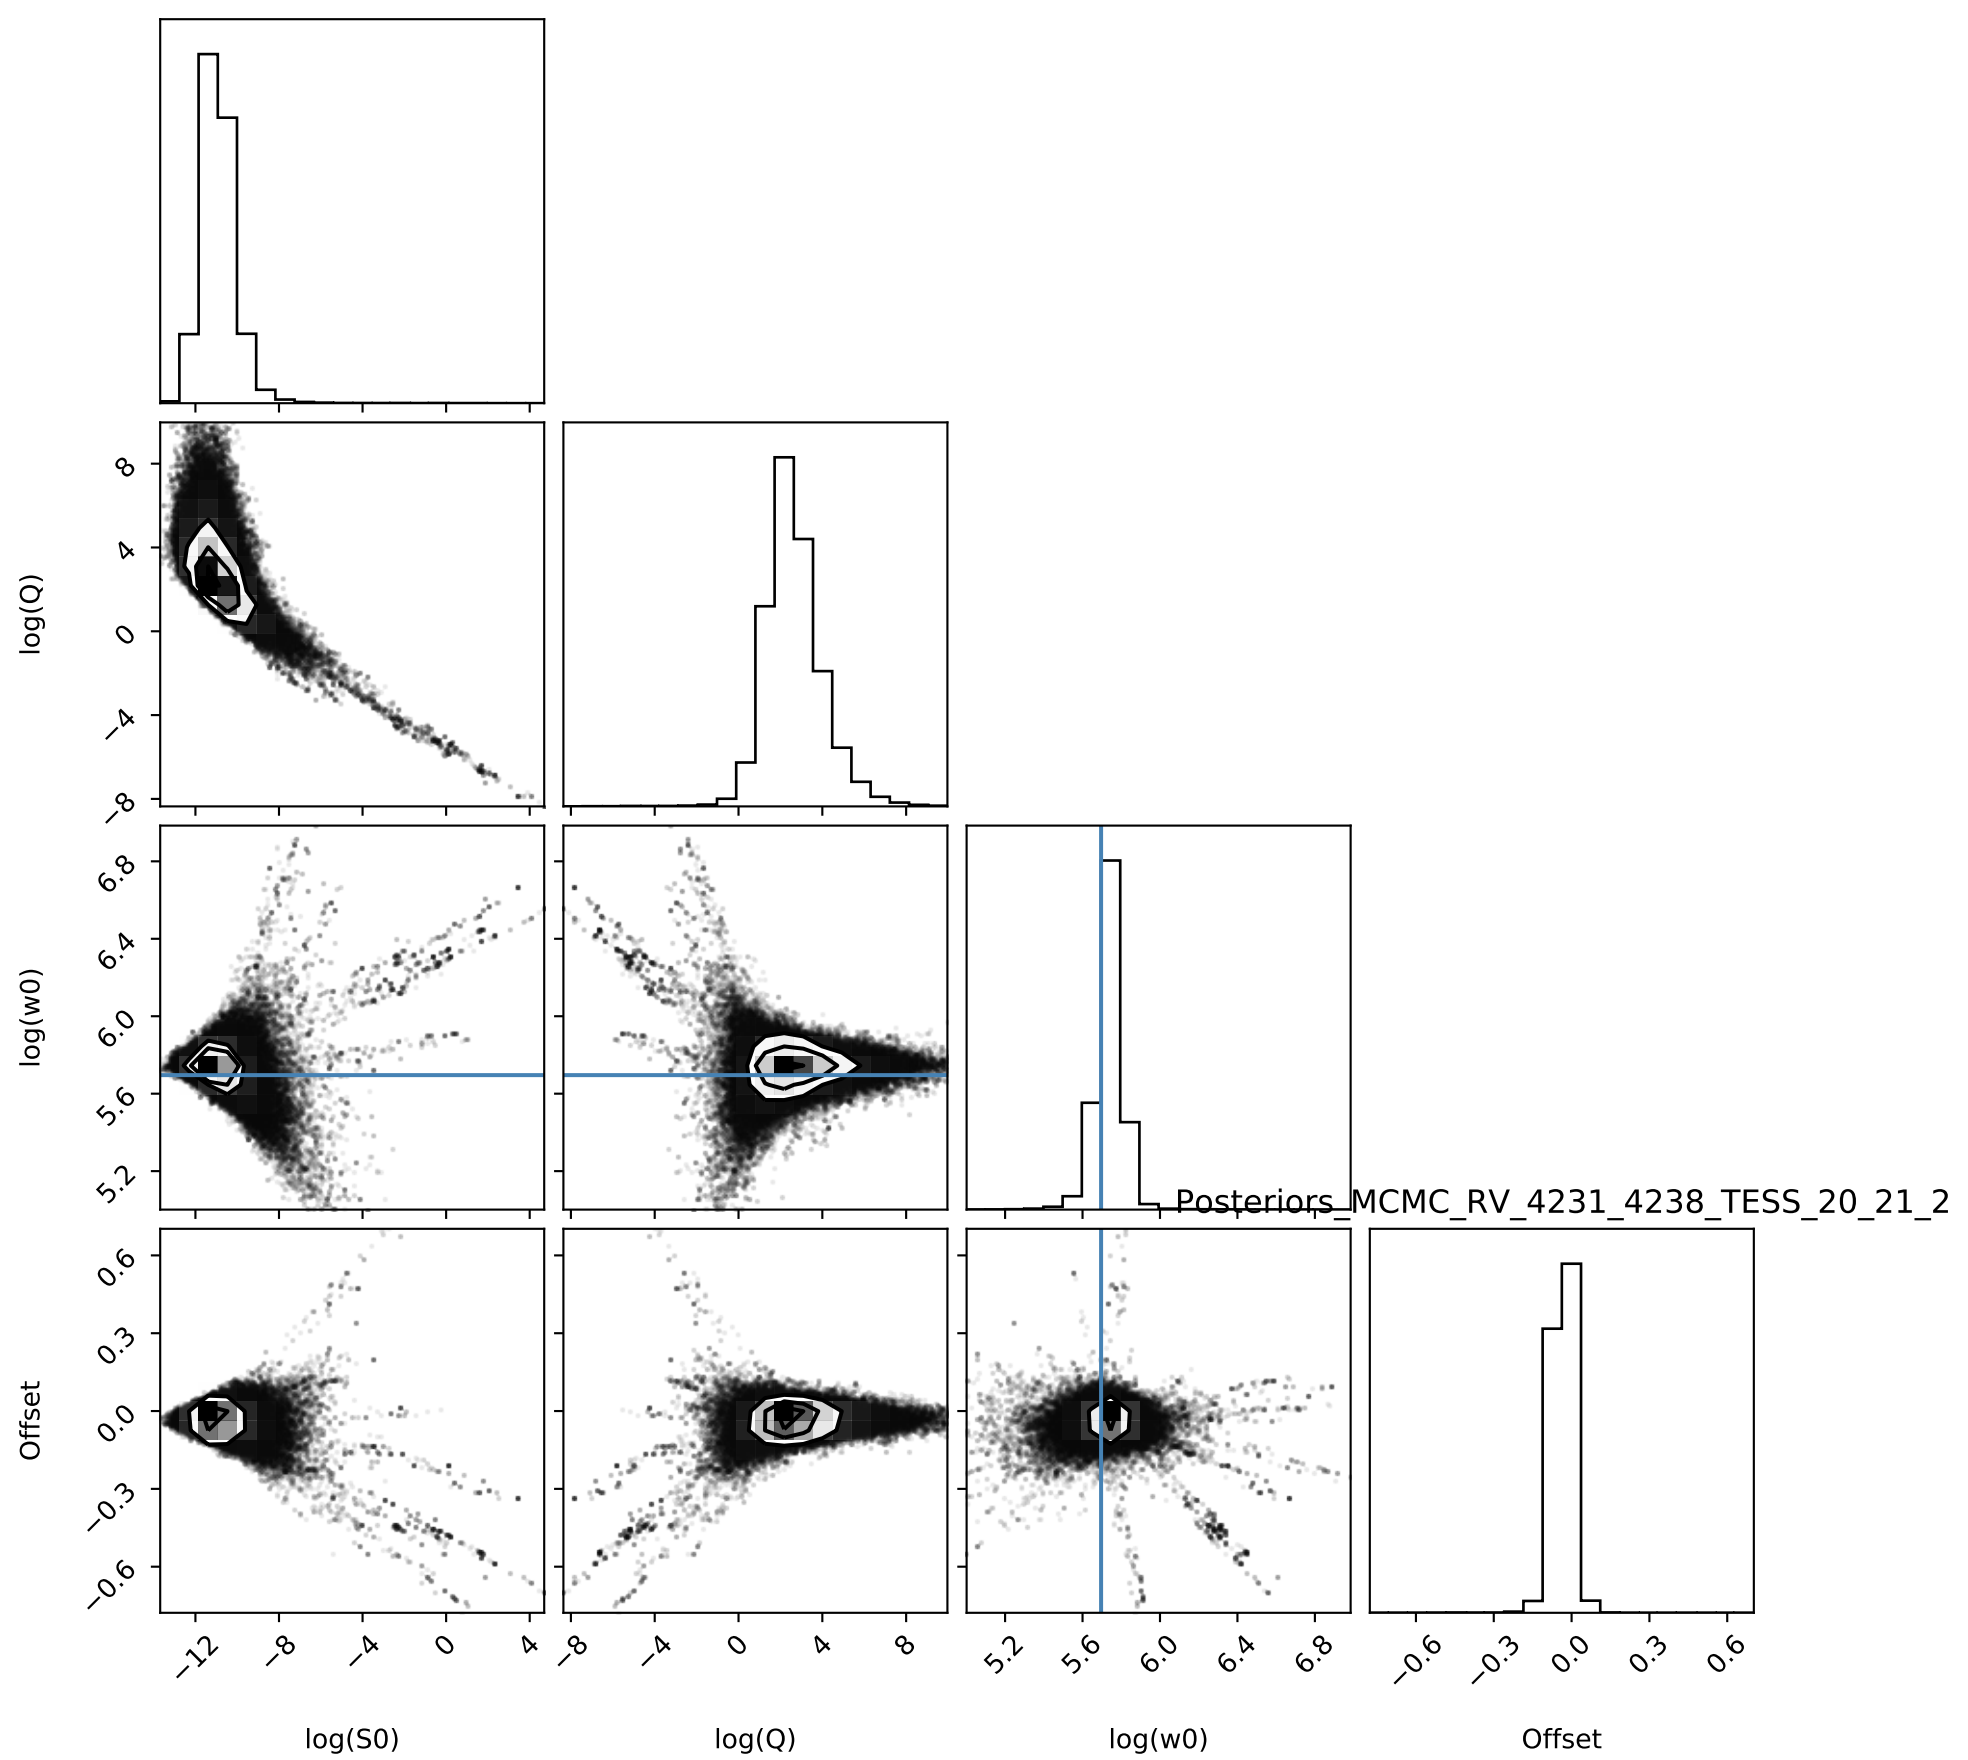 8
4
0
−4
−8
log(Q)
6.8
6.4
6.0
5.6
5.2
log(w0)
Posteriors_MCMC_RV_4231_4238_TESS_20_21_2
0.6
0.3
0.0
−0.3
−0.6
Offset
−12 −8 −4 0 4 −8 −4 0 4 8 5.2 5.6 6.0 6.4 6.8 −0.6 −0.3 0.0 0.3 0.6
log(S0) log(Q) log(w0) Offset